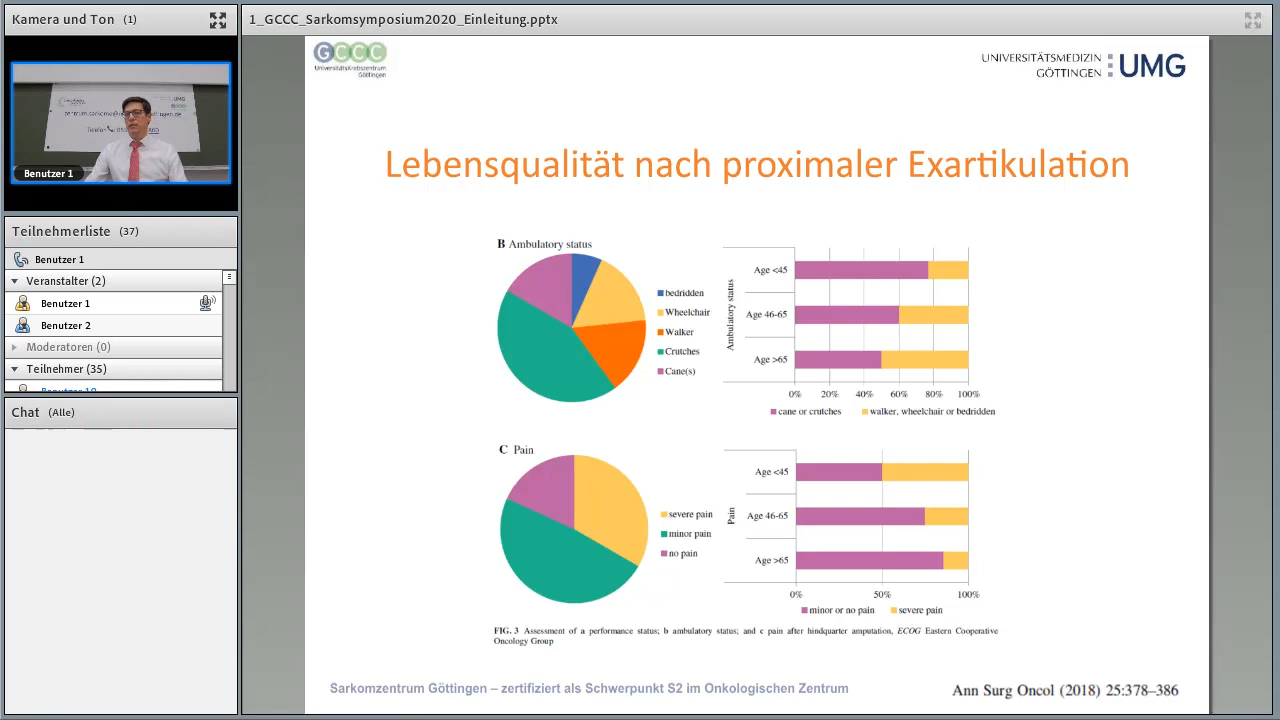 Kamera und Ton (1)
1_GCCC_Sarkomsymposium2020_Einleitung.pptx
Benutzer 1
Teilnehmerliste (37)
Benutzer 1
Veranstalter (2)
Benutzer 1
Benutzer 2
Moderatoren (0)
Teilnehmer (35)
Benutzer 10
Chat (Alle)
GCCC
UniversitätsKrebszentrum
Göttingen
UNIVERSITÄTSMEDIZIN
GÖTTINGEN
UMG
Lebensqualität nach proximaler Exartikulation
B Ambulatory status
bedridden
Wheelchair
Walker
Crutches
Cane(s)
Ambulatory status
Age <45
Age 46-65
Age >65
0% 20% 40% 60% 80% 100%
cane or crutches walker, wheelchair or bedridden
C Pain
severe pain
minor pain
no pain
Pain
Age <45
Age 46-65
Age >65
0% 50% 100%
minor or no pain severe pain
FIG. 3 Assessment of a performance status; b ambulatory status; and c pain after hindquarter amputation, ECOG Eastern Cooperative
Oncology Group
Sarkomzentrum Göttingen – zertifiziert als Schwerpunkt S2 im Onkologischen Zentrum
Ann Surg Oncol (2018) 25:378–386